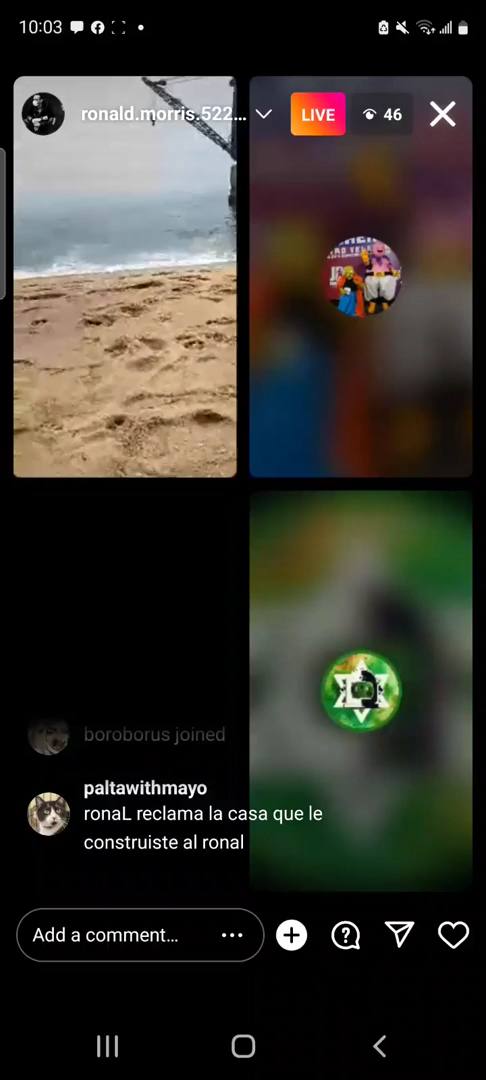 10:03
ronald.morris.522...
LIVE
46
boroborus joined
paltawithmayo
ronaL reclama la casa que le
construiste al ronal
Add a comment...